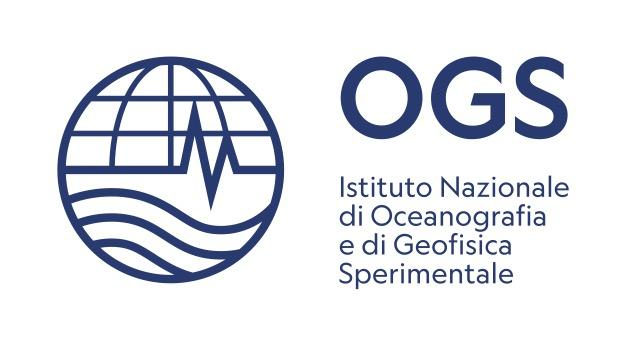 OGS
Istituto Nazionale
di Oceanografia
e di Geofisica
Sperimentale